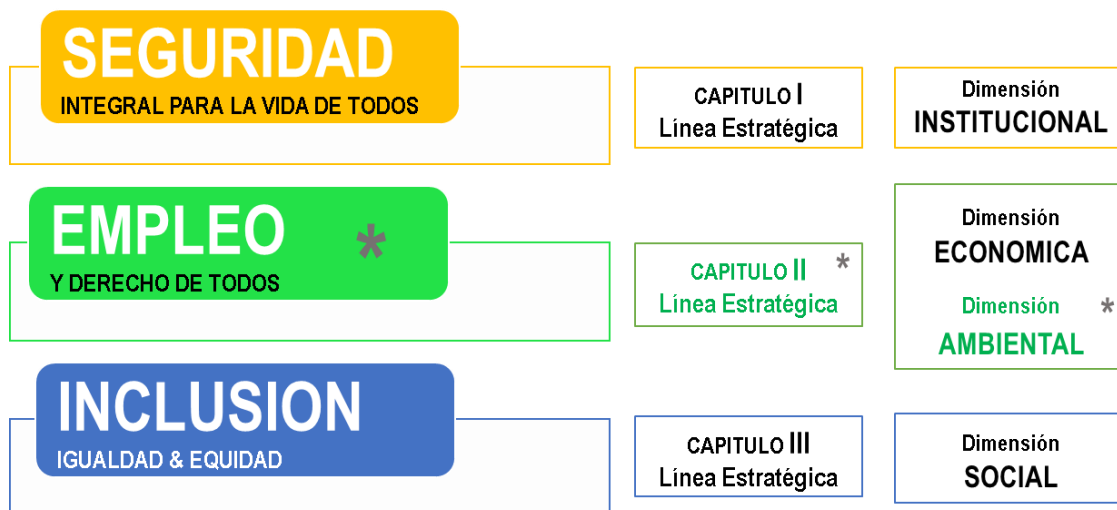 SEGURIDAD
INTEGRAL PARA LA VIDA DE TODOS
CAPITULO I
Línea Estratégica
Dimensión
INSTITUCIONAL
EMPLEO *
Y DERECHO DE TODOS
CAPITULO II *
Línea Estratégica
Dimensión
ECONOMICA
Dimensión *
AMBIENTAL
INCLUSION
IGUALDAD & EQUIDAD
CAPITULO III
Línea Estratégica
Dimensión
SOCIAL